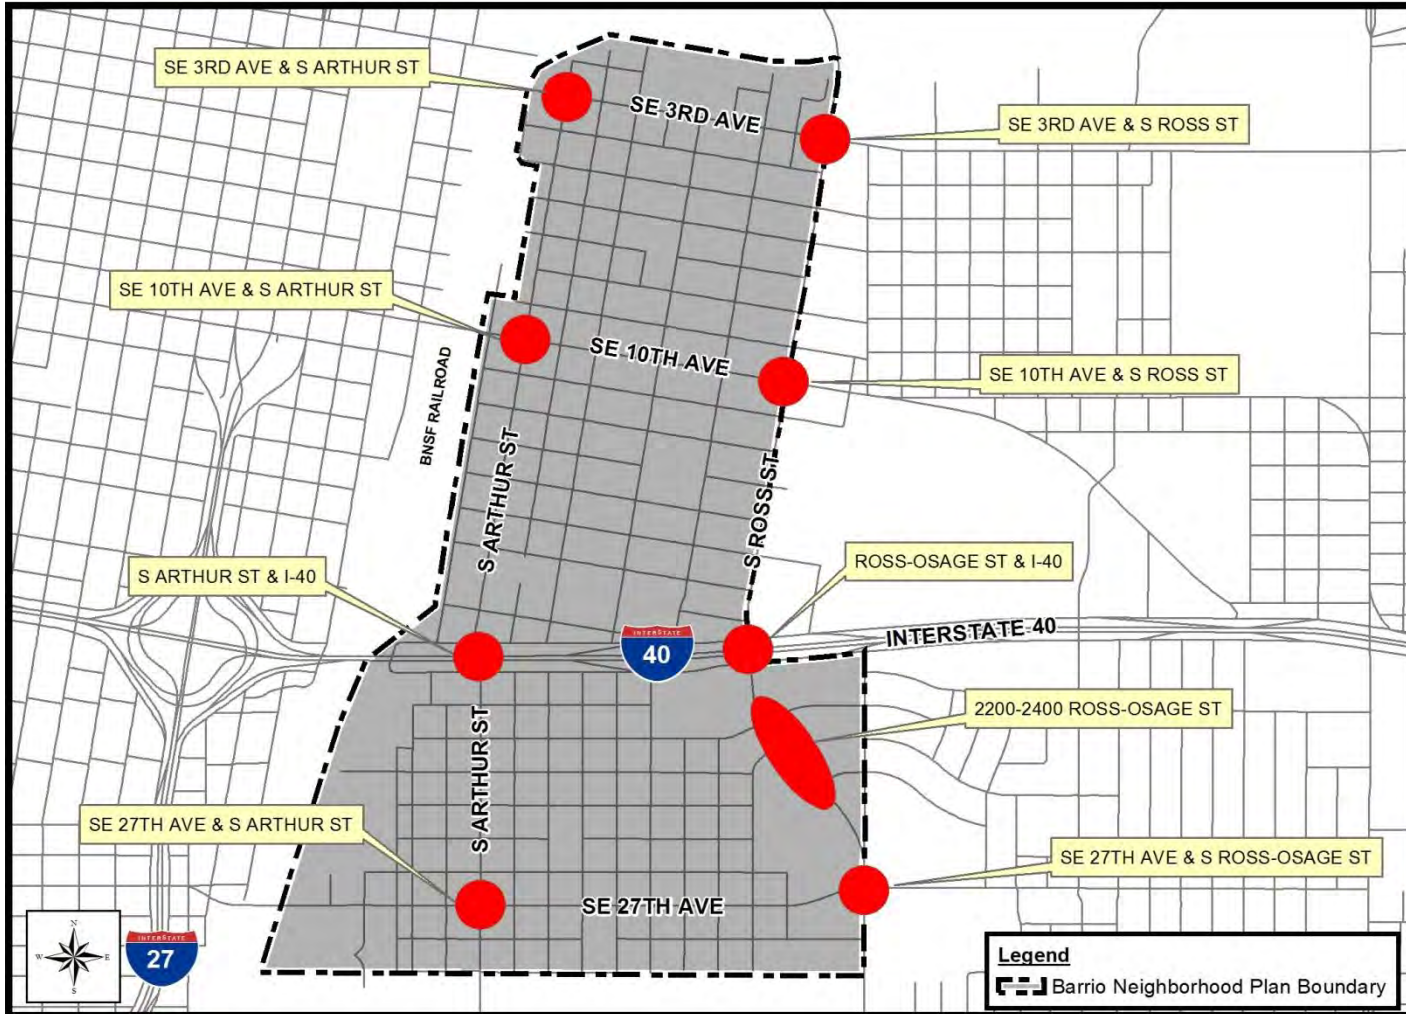 SE 3RD AVE & S ARTHUR ST
SE 3RD AVE
SE 3RD AVE & S ROSS ST
SE 10TH AVE & S ARTHUR ST
SE 10TH AVE
SE 10TH AVE & S ROSS ST
BNSF RAILROAD
S ARTHUR ST
S ROSS ST
S ARTHUR ST & I-40
ROSS-OSAGE ST & I-40
INTERSTATE
40
INTERSTATE 40
2200-2400 ROSS-OSAGE ST
S ARTHUR ST
SE 27TH AVE & S ARTHUR ST
SE 27TH AVE & S ROSS-OSAGE ST
SE 27TH AVE
N
W E
S
INTERSTATE
27
Legend
Barrio Neighborhood Plan Boundary